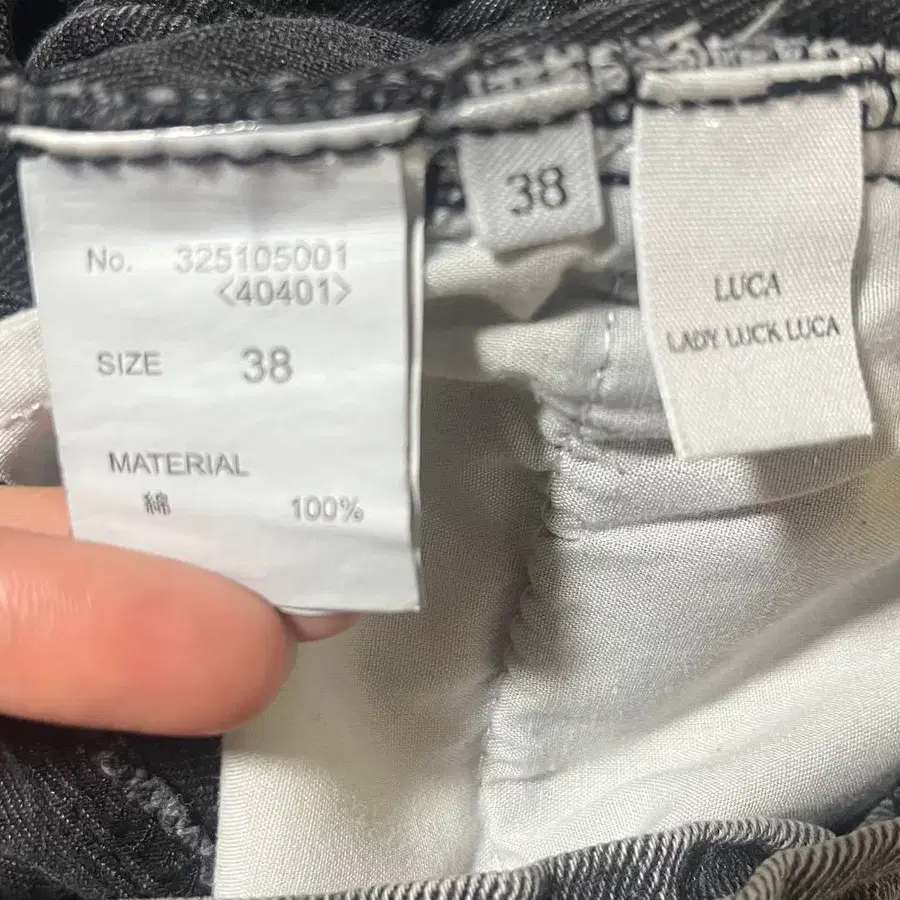 No. 325105001
<40401>
SIZE 38
MATERIAL
綿 100%
38
LUCA
LADY LUCK LUCA